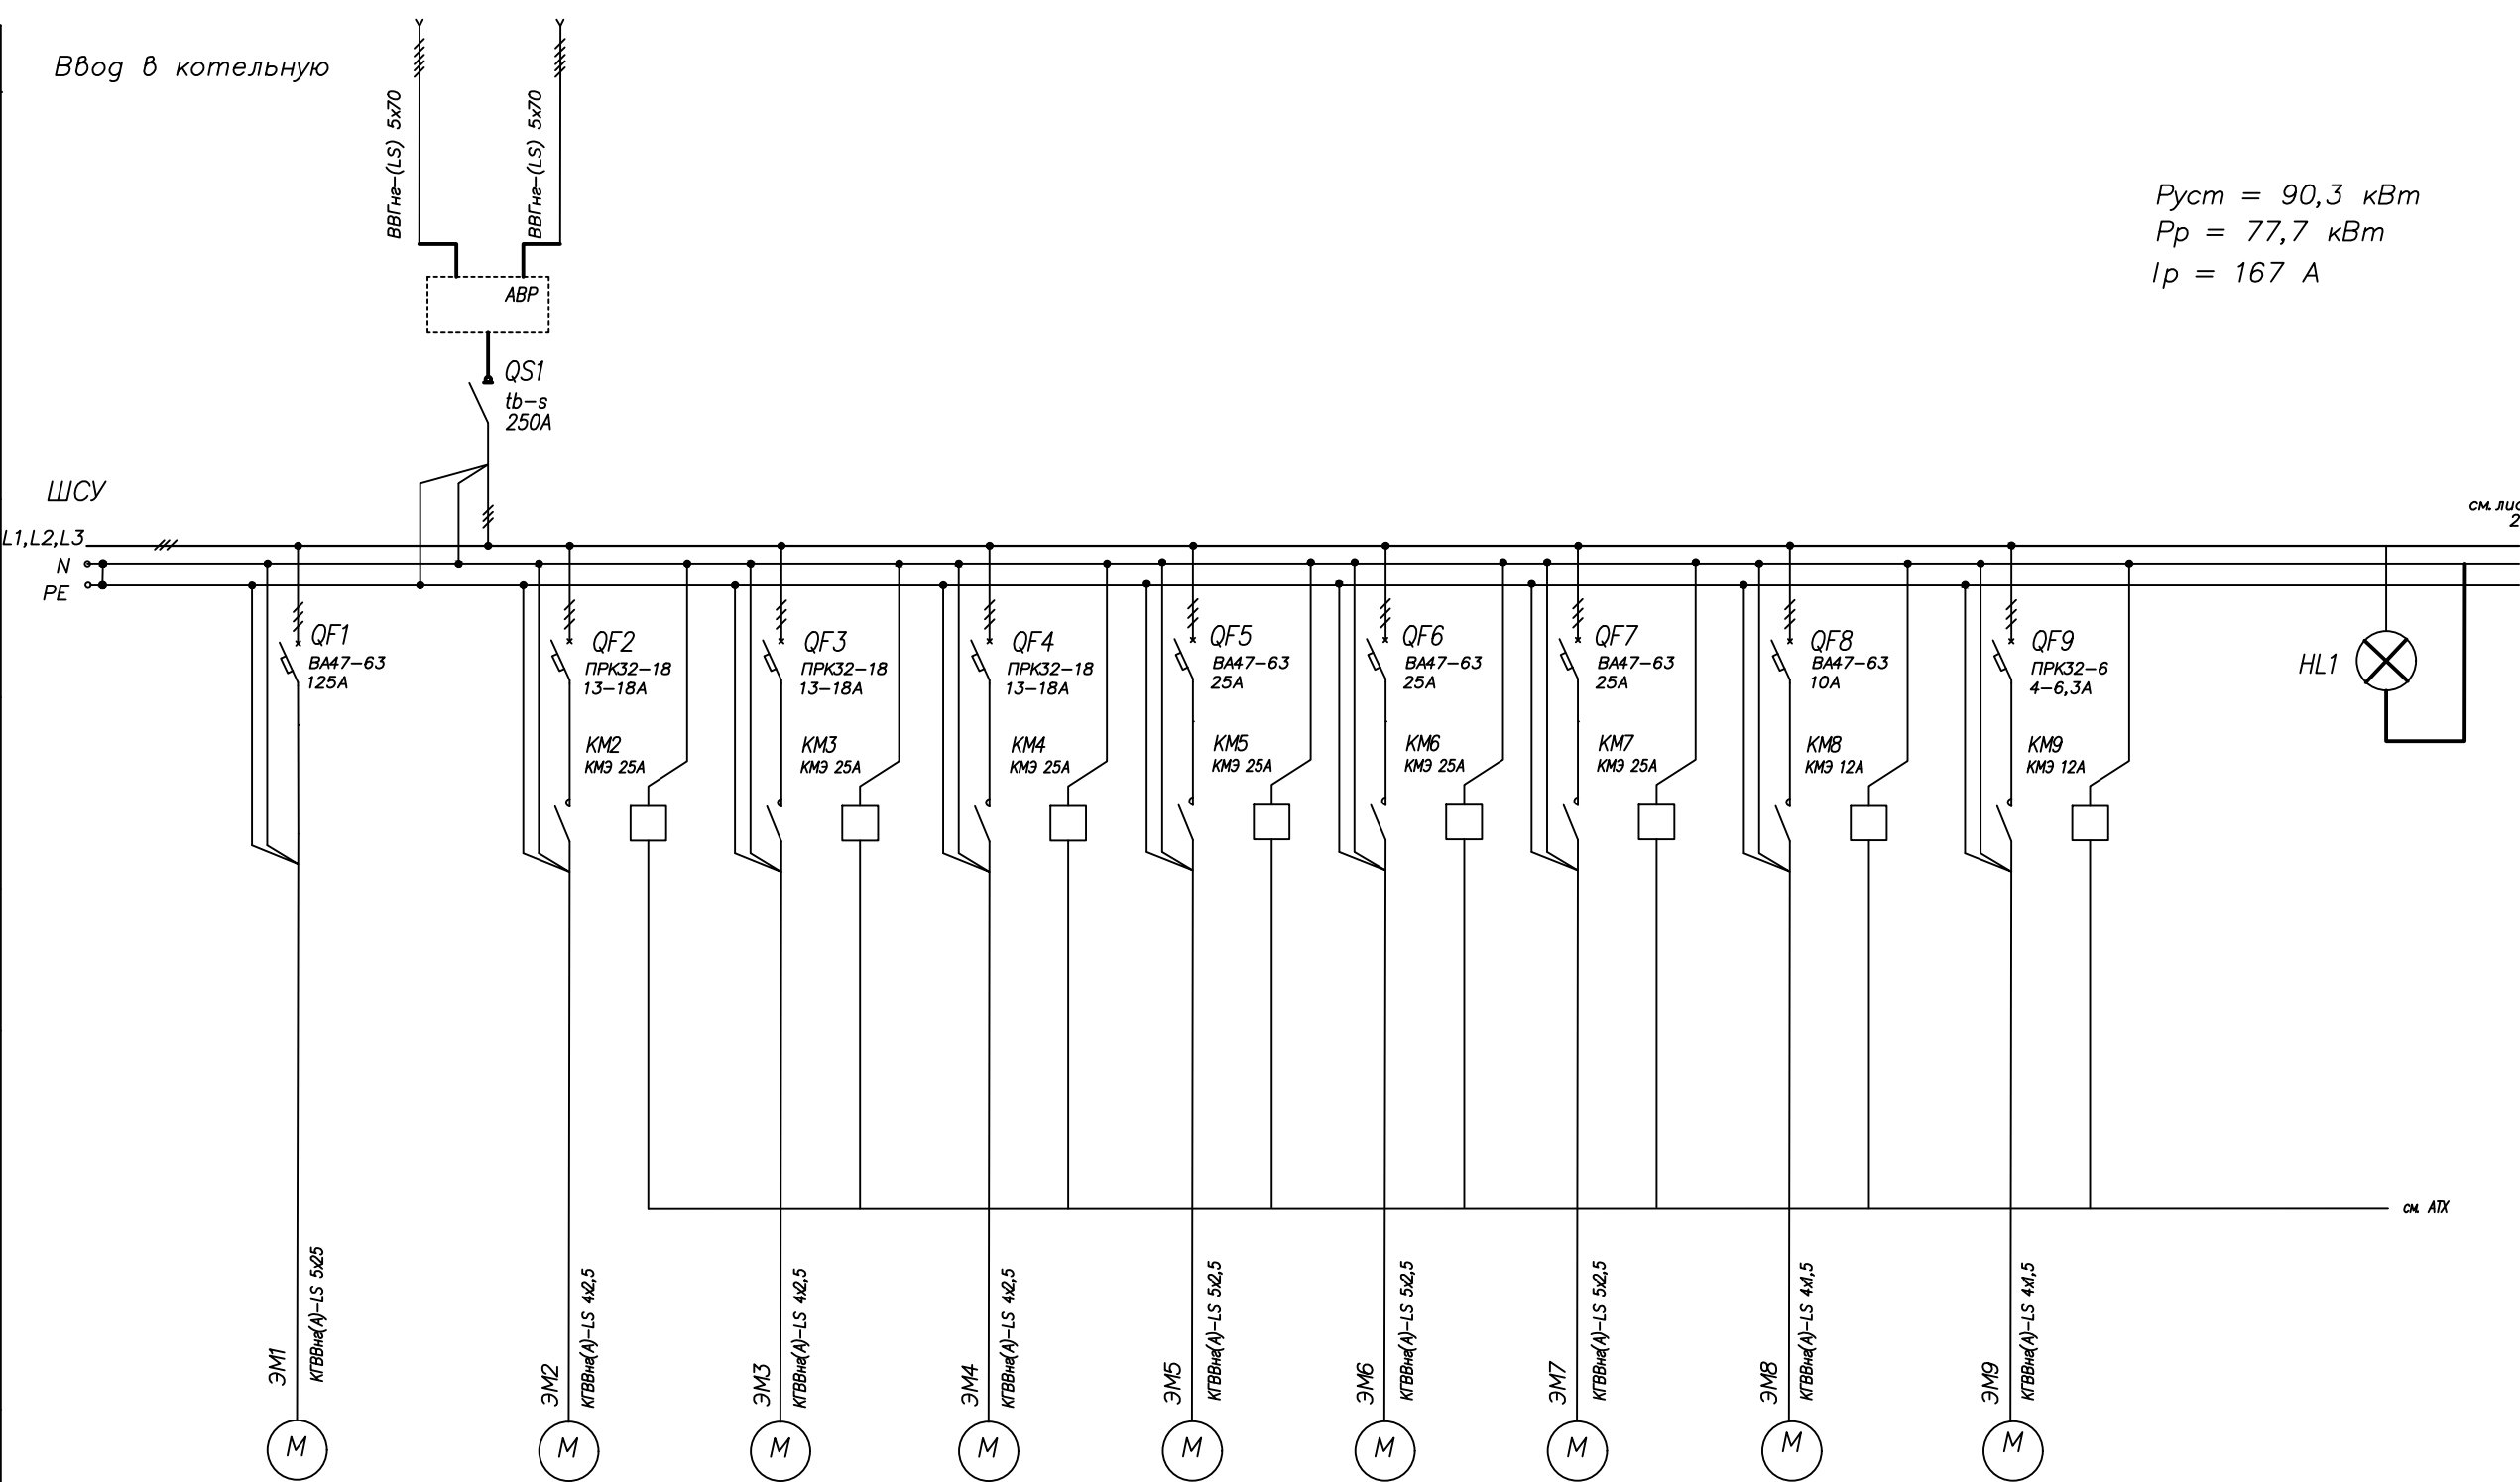 Ввод в котельную
ВВГнг-(LS) 5х70
ВВГнг-(LS) 5х70
Руст = 90,3 кВт
Рр = 77,7 кВт
Iр = 167 А
АВР
QS1
tb-s
250А
ШСУ
см. лис
2
L1,L2,L3
N
PE
QF1
ВА47-63
125А
QF2
ПРК32-18
13-18А
QF3
ПРК32-18
13-18А
QF4
ПРК32-18
13-18А
QF5
ВА47-63
25А
QF6
ВА47-63
25А
QF7
ВА47-63
25А
QF8
ВА47-63
10А
QF9
ПРК32-6
4-6,3А
HL1
КМ2
КМЭ 25А
КМ3
КМЭ 25А
КМ4
КМЭ 25А
КМ5
КМЭ 25А
КМ6
КМЭ 25А
КМ7
КМЭ 25А
КМ8
КМЭ 12А
КМ9
КМЭ 12А
см. АТХ
ЭМ1
КГВВнг(А)-LS 5х25
ЭМ2
КГВВнг(А)-LS 4х2,5
ЭМ3
КГВВнг(А)-LS 4х2,5
ЭМ4
КГВВнг(А)-LS 4х2,5
ЭМ5
КГВВнг(А)-LS 5х2,5
ЭМ6
КГВВнг(А)-LS 5х2,5
ЭМ7
КГВВнг(А)-LS 5х2,5
ЭМ8
КГВВнг(А)-LS 4х1,5
ЭМ9
КГВВнг(А)-LS 4х1,5
М
М
М
М
М
М
М
М
М